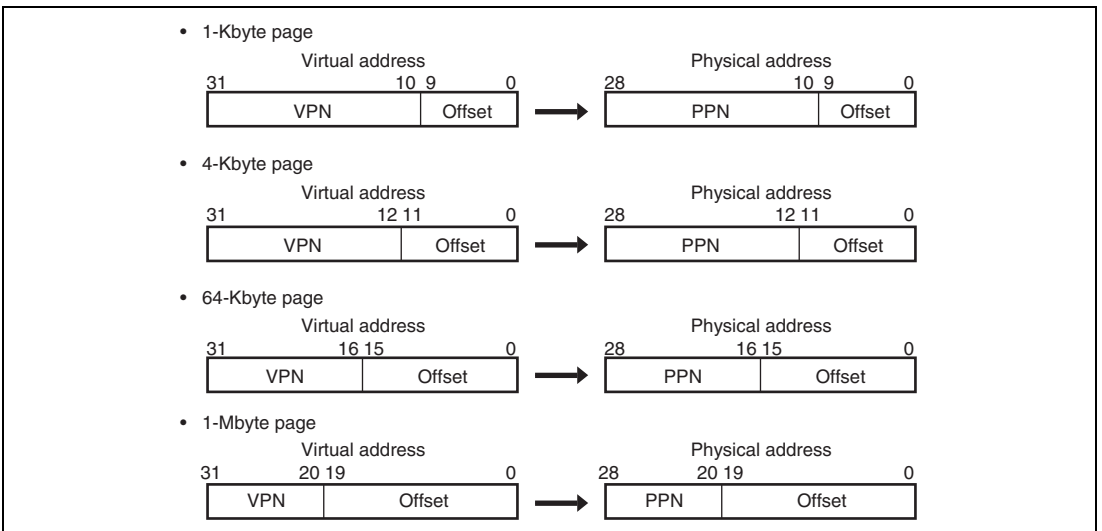 • 1-Kbyte page
Virtual address Physical address
31 10 9 0 28 10 9 0
VPN Offset PPN Offset
• 4-Kbyte page
Virtual address Physical address
31 12 11 0 28 12 11 0
VPN Offset PPN Offset
• 64-Kbyte page
Virtual address Physical address
31 16 15 0 28 16 15 0
VPN Offset PPN Offset
• 1-Mbyte page
Virtual address Physical address
31 20 19 0 28 20 19 0
VPN Offset PPN Offset